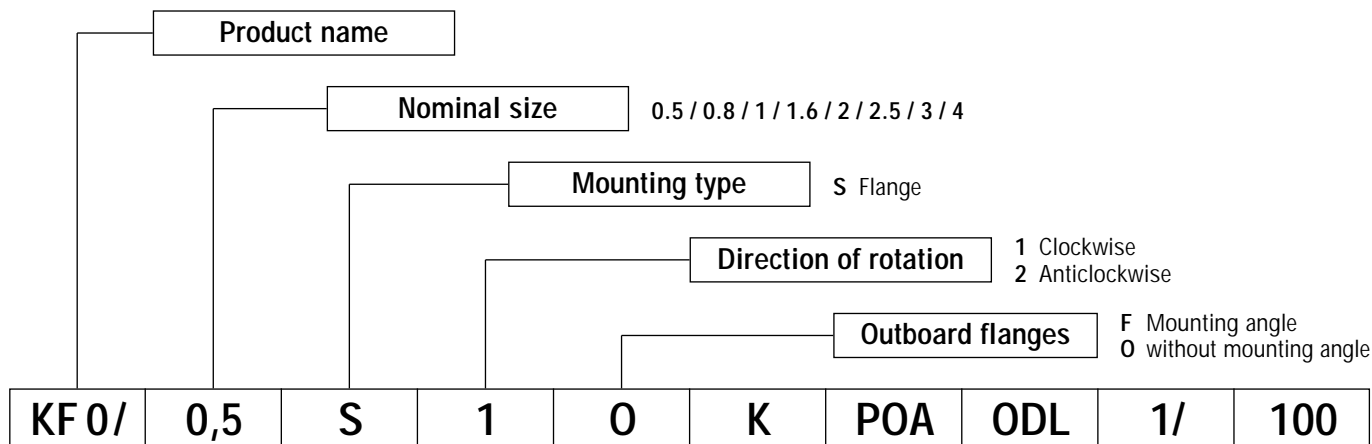 Product name
Nominal size 0.5 / 0.8 / 1 / 1.6 / 2 / 2.5 / 3 / 4
Mounting type S Flange
Direction of rotation 1 Clockwise
2 Anticlockwise
Outboard flanges F Mounting angle
O without mounting angle
KF 0/ 0,5 S 1 O K POA ODL 1/ 100